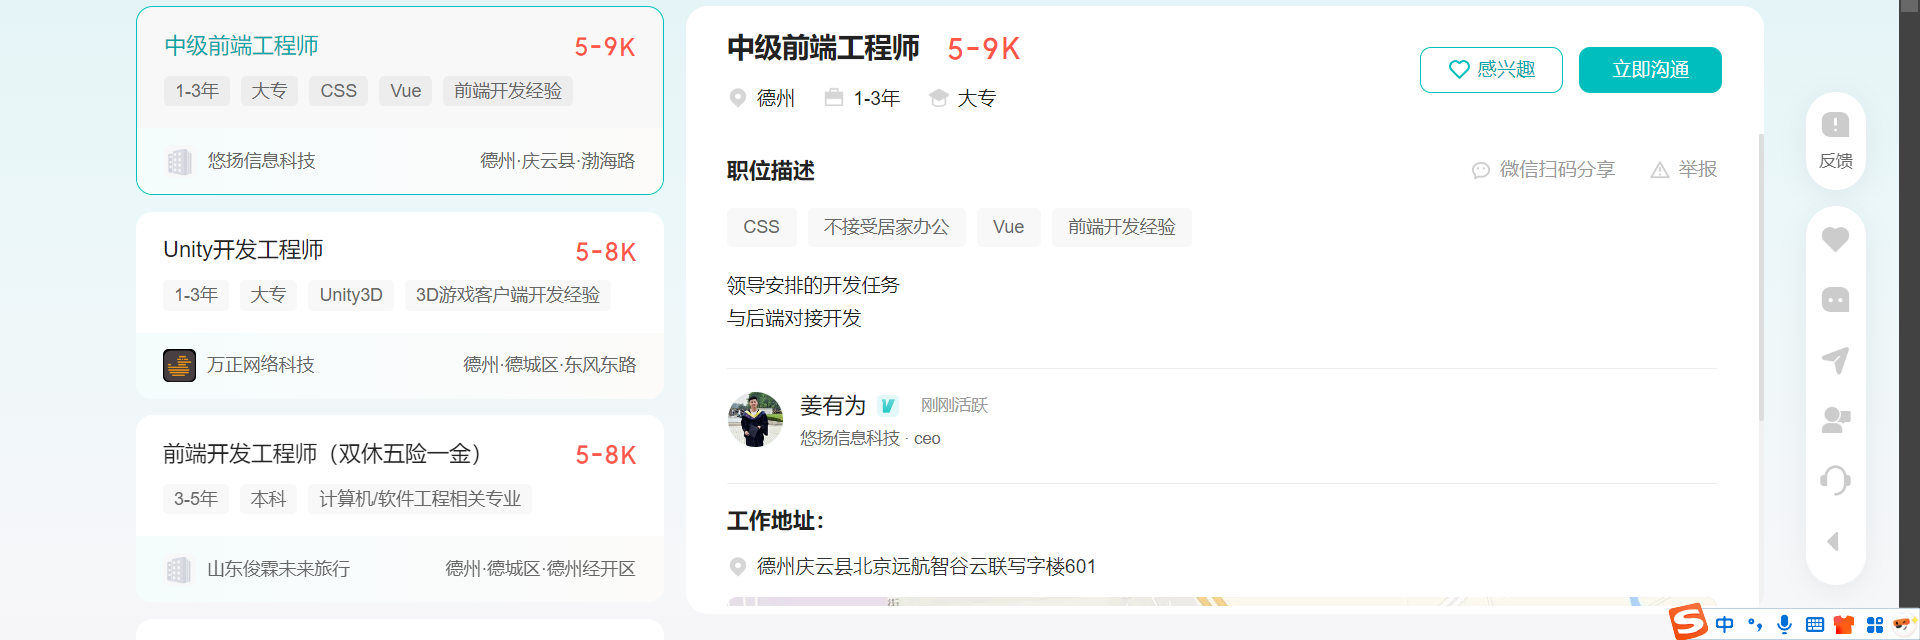 中级前端工程师
5-9K
1-3年 大专 CSS Vue 前端开发经验
悠扬信息科技
德州·庆云县·渤海路
Unity开发工程师
5-8K
1-3年 大专 Unity3D 3D游戏客户端开发经验
万正网络科技
德州·德城区·东风东路
前端开发工程师（双休五险一金）
5-8K
3-5年 本科 计算机/软件工程相关专业
山东俊霖未来旅行
德州·德城区·德州经开区
中级前端工程师 5-9K
感兴趣
立即沟通
德州 1-3年 大专
职位描述
微信扫码分享
举报
CSS 不接受居家办公 Vue 前端开发经验
领导安排的开发任务
与后端对接开发
姜有为 刚刚活跃
悠扬信息科技 · ceo
工作地址：
德州庆云县北京远航智谷云联写字楼601
反馈
中